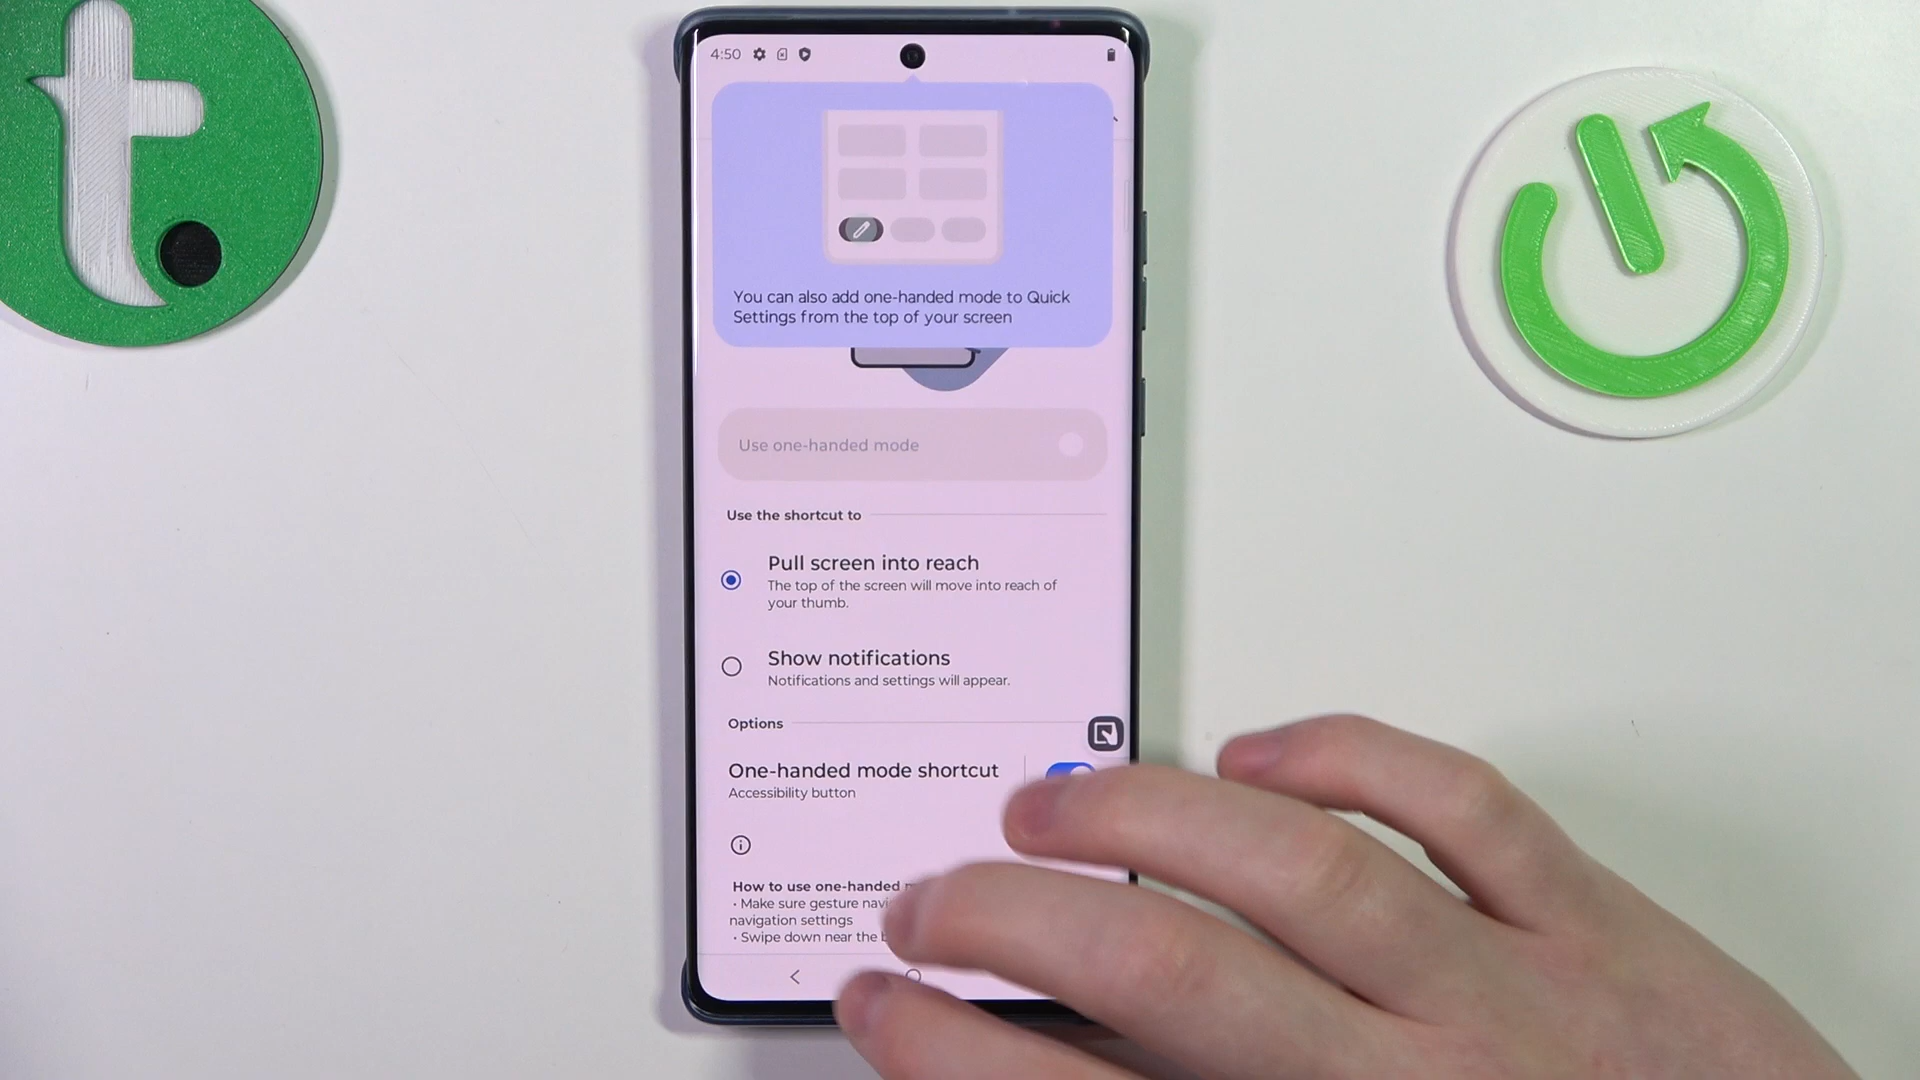 4:50
You can also add one-handed mode to Quick
Settings from the top of your screen
Use one-handed mode
Use the shortcut to
Pull screen into reach
The top of the screen will move into reach of
your thumb.
Show notifications
Notifications and settings will appear.
Options
One-handed mode shortcut
Accessibility button
How to use one-handed
• Make sure gesture
navigation settings
• Swipe down near the